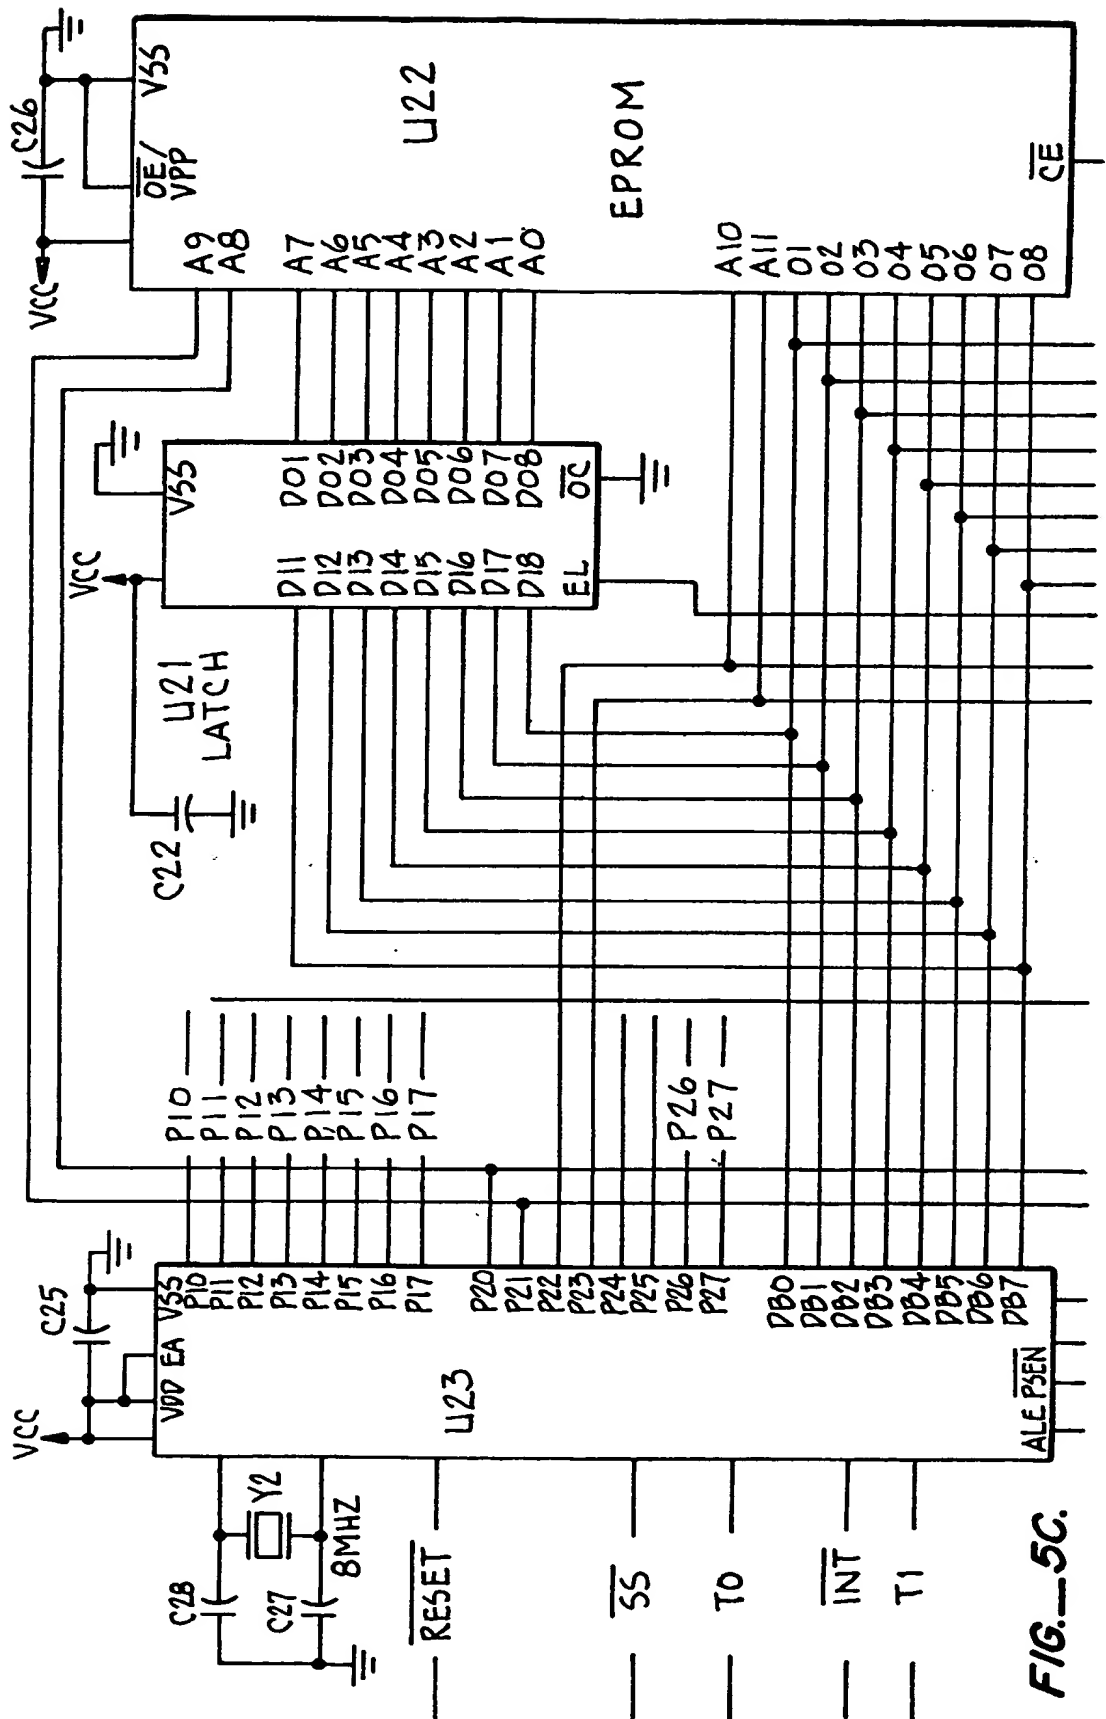 VCC
C25
VDD EA VSS
C28
Y2
C27
8MHZ
RESET
SS
T0
INT
T1
U23
P10
P11
P12
P13
P14
P15
P16
P17
P20
P21
P22
P23
P24
P25
P26
P27
DB0
DB1
DB2
DB3
DB4
DB5
DB6
DB7
ALE PSEN
P10
P11
P12
P13
P14
P15
P16
P17
P26
P27
C22
U21
LATCH
VCC
VSS
DI1 DO1
DI2 DO2
DI3 DO3
DI4 DO4
DI5 DO5
DI6 DO6
DI7 DO7
DI8 DO8
EL OC
VCC
C26
OE/
VPP
VSS
A9
A8
A7
A6
A5
A4
A3
A2
A1
A0
A10
A11
O1
O2
O3
O4
O5
O6
O7
O8
U22
EPROM
CE
FIG.__5C.